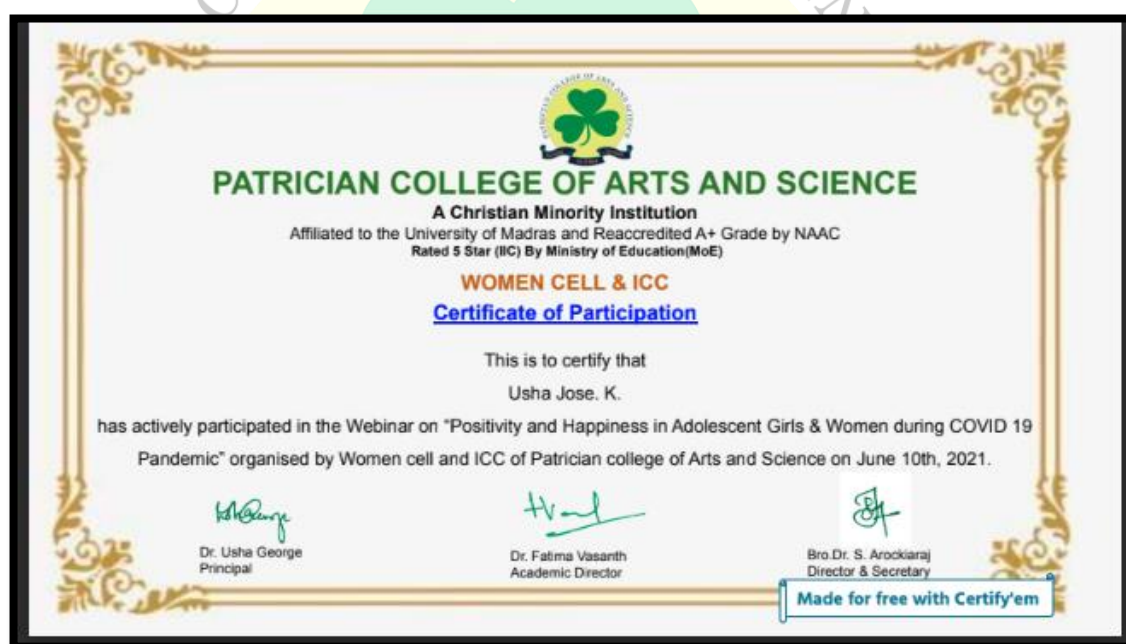 PATRICIAN COLLEGE OF ARTS AND SCIENCE
A Christian Minority Institution
Affiliated to the University of Madras and Reaccredited A+ Grade by NAAC
Rated 5 Star (IIC) By Ministry of Education(MoE)
WOMEN CELL & ICC
Certificate of Participation
This is to certify that
Usha Jose. K.
has actively participated in the Webinar on "Positivity and Happiness in Adolescent Girls & Women during COVID 19
Pandemic" organised by Women cell and ICC of Patrician college of Arts and Science on June 10th, 2021.
Dr. Usha George
Principal
Dr. Fatima Vasanth
Academic Director
Bro.Dr. S. Arockiaraj
Director & Secretary
Made for free with Certify'em